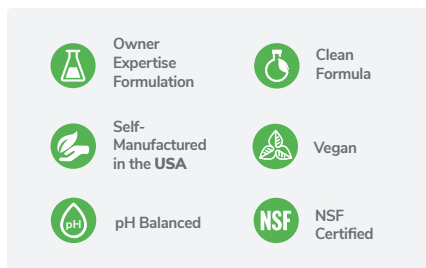 Owner
Expertise
Formulation
Clean
Formula
Self-
Manufactured
in the USA
Vegan
pH
pH Balanced
NSF
NSF
Certified